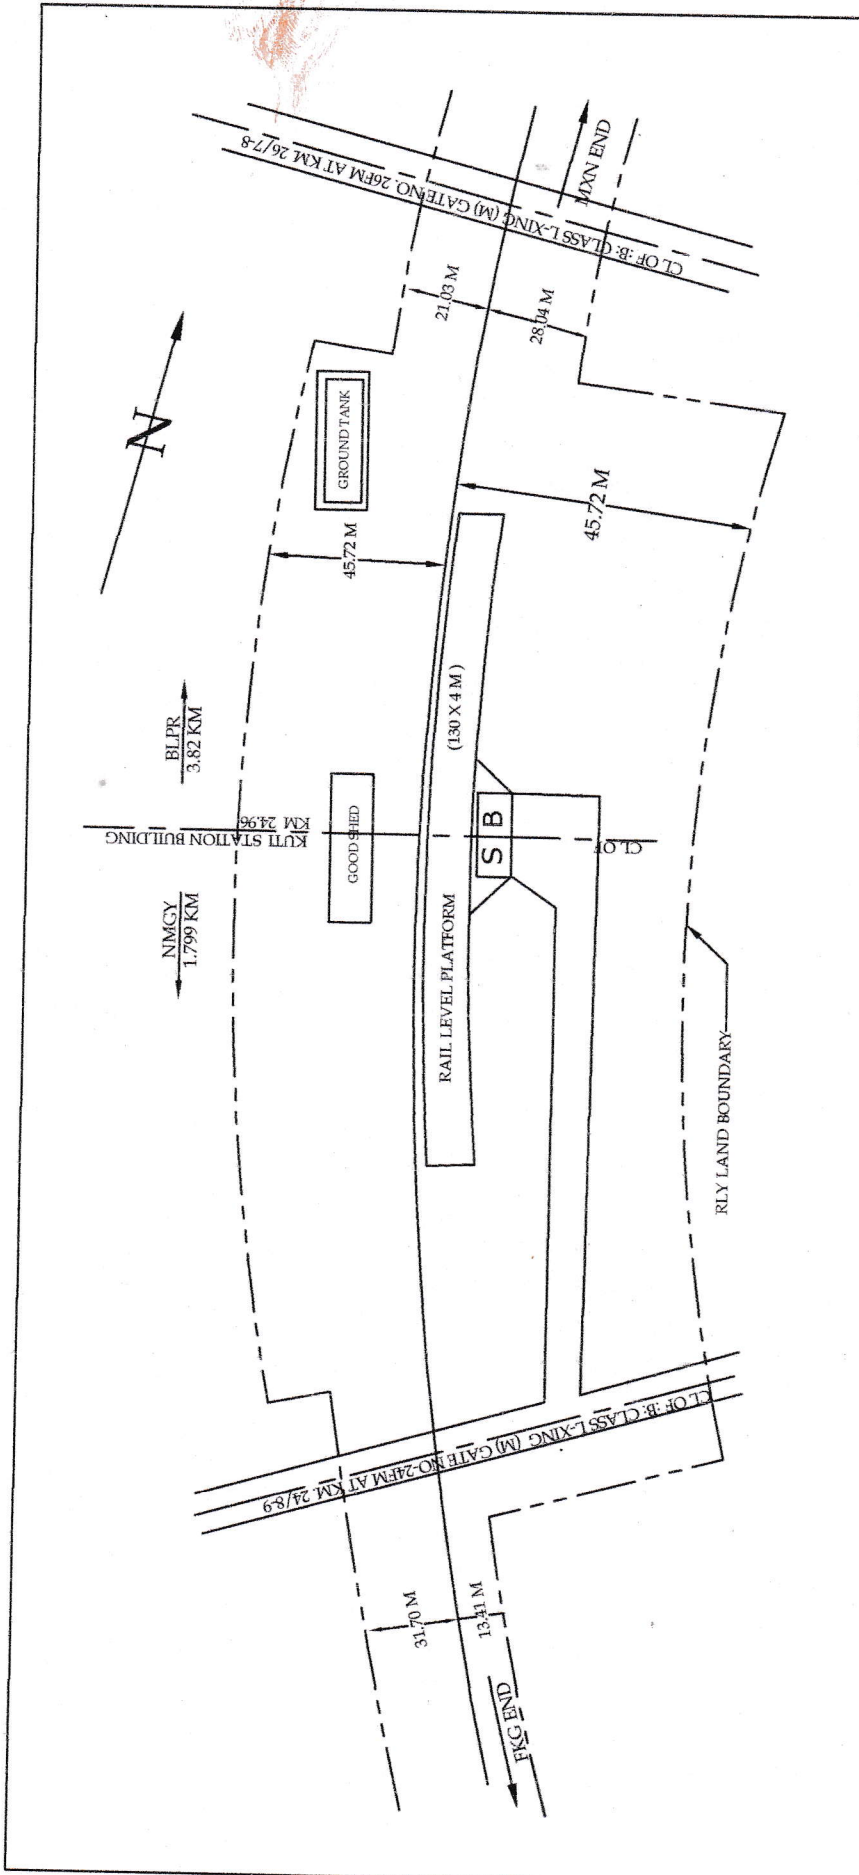 N
BLPR
3.82 KM
NMGY
1.799 KM
CL OF
KUTI STATION BUILDING
KM 24.96
GROUND TANK
GOOD SHED
45.72 M
45.72 M
21.03 M
28.04 M
CL OF :B: CLASS L-XING (M) GATE NO. 26FM AT KM. 26/7-8
MXN END
RAIL LEVEL PLATFORM
(130 X 4 M)
S B
RLY LAND BOUNDARY
CL OF :B: CLASS L-XING (M) GATE NO-24FM AT KM. 24/8-9
31.70 M
13.41 M
FKG END